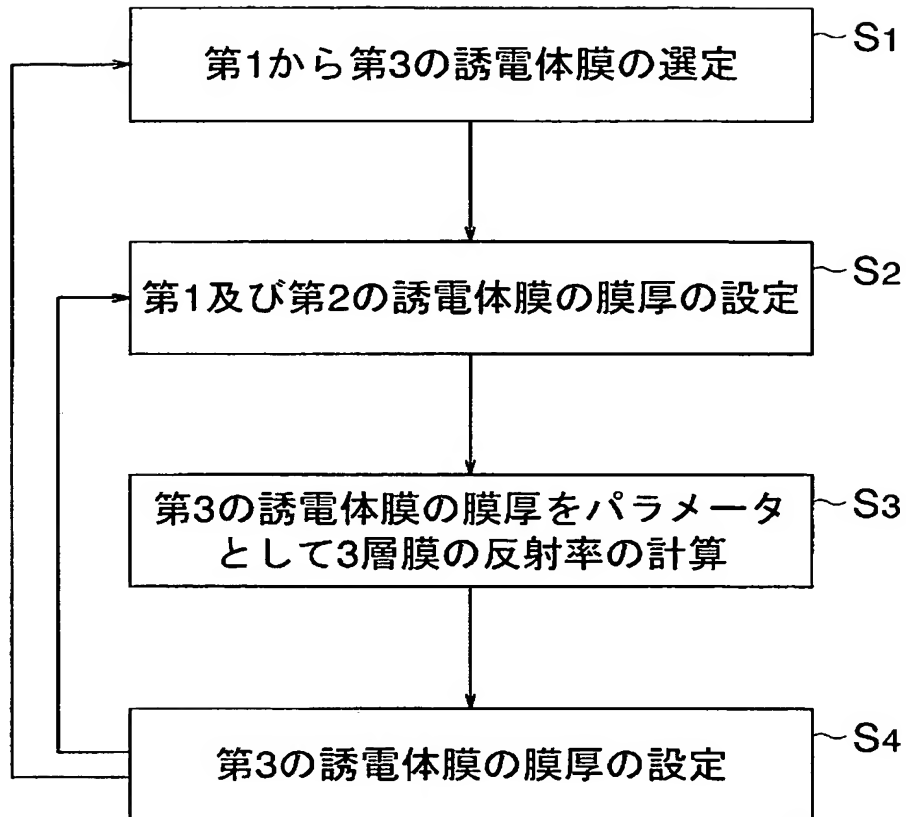 第1から第3の誘電体膜の選定
S1
第1及び第2の誘電体膜の膜厚の設定
S2
第3の誘電体膜の膜厚をパラメータ
として3層膜の反射率の計算
S3
第3の誘電体膜の膜厚の設定
S4